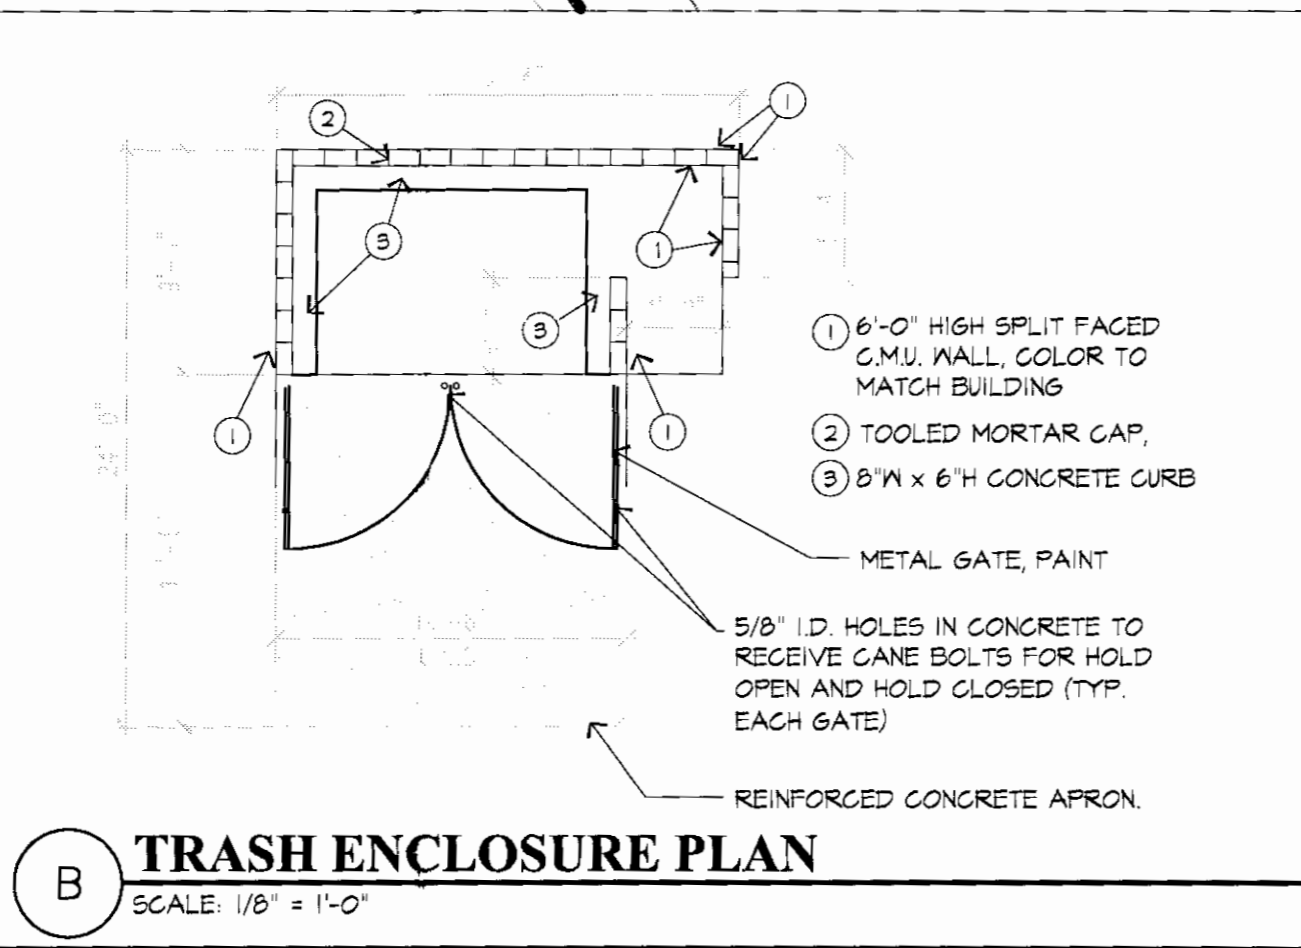 2
1
3
1
3
1
1
24' 0"
1 6'-0" HIGH SPLIT FACED
C.M.U. WALL, COLOR TO
MATCH BUILDING
2 TOOLED MORTAR CAP,
3 8"W x 6"H CONCRETE CURB
METAL GATE, PAINT
5/8" I.D. HOLES IN CONCRETE TO
RECEIVE CANE BOLTS FOR HOLD
OPEN AND HOLD CLOSED (TYP.
EACH GATE)
REINFORCED CONCRETE APRON.
B TRASH ENCLOSURE PLAN
SCALE: 1/8" = 1'-0"